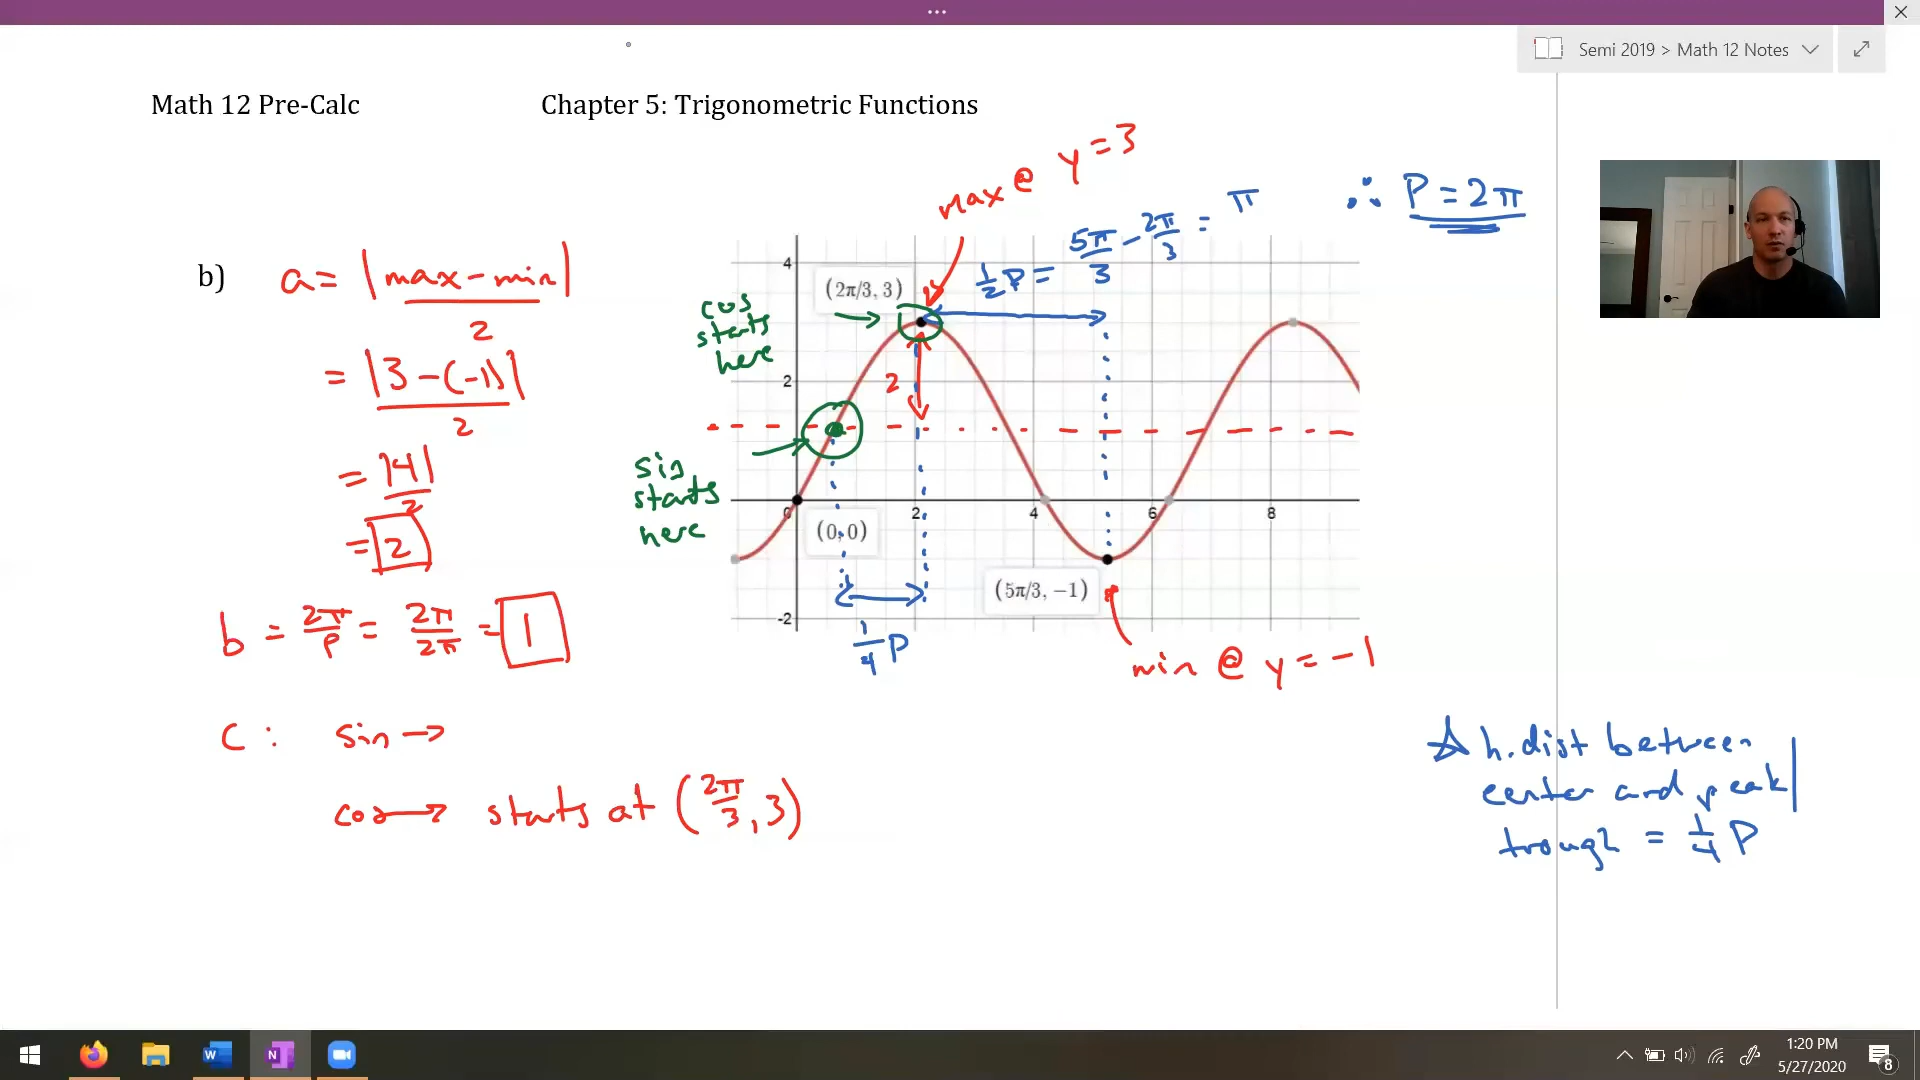 ...
Semi 2019 > Math 12 Notes
Math 12 Pre-Calc
Chapter 5: Trigonometric Functions
max @ y = 3
½P = 5π/3 − 2π/3 = π
∴ P = 2π
b)
a = |max − min| / 2
= |3 − (−1)| / 2
= |4| / 2
= 2
b = 2π/P = 2π/2π = 1
c : sin →
cos → starts at (2π/3, 3)
cos
starts
here
sin
starts
here
(2π/3, 3)
2
(0, 0)
(5π/3, −1)
4
2
-2
0
2
4
6
8
¼P
min @ y = −1
☆ h. dist between
center and peak/
trough = ¼ P
1:20 PM
5/27/2020
8